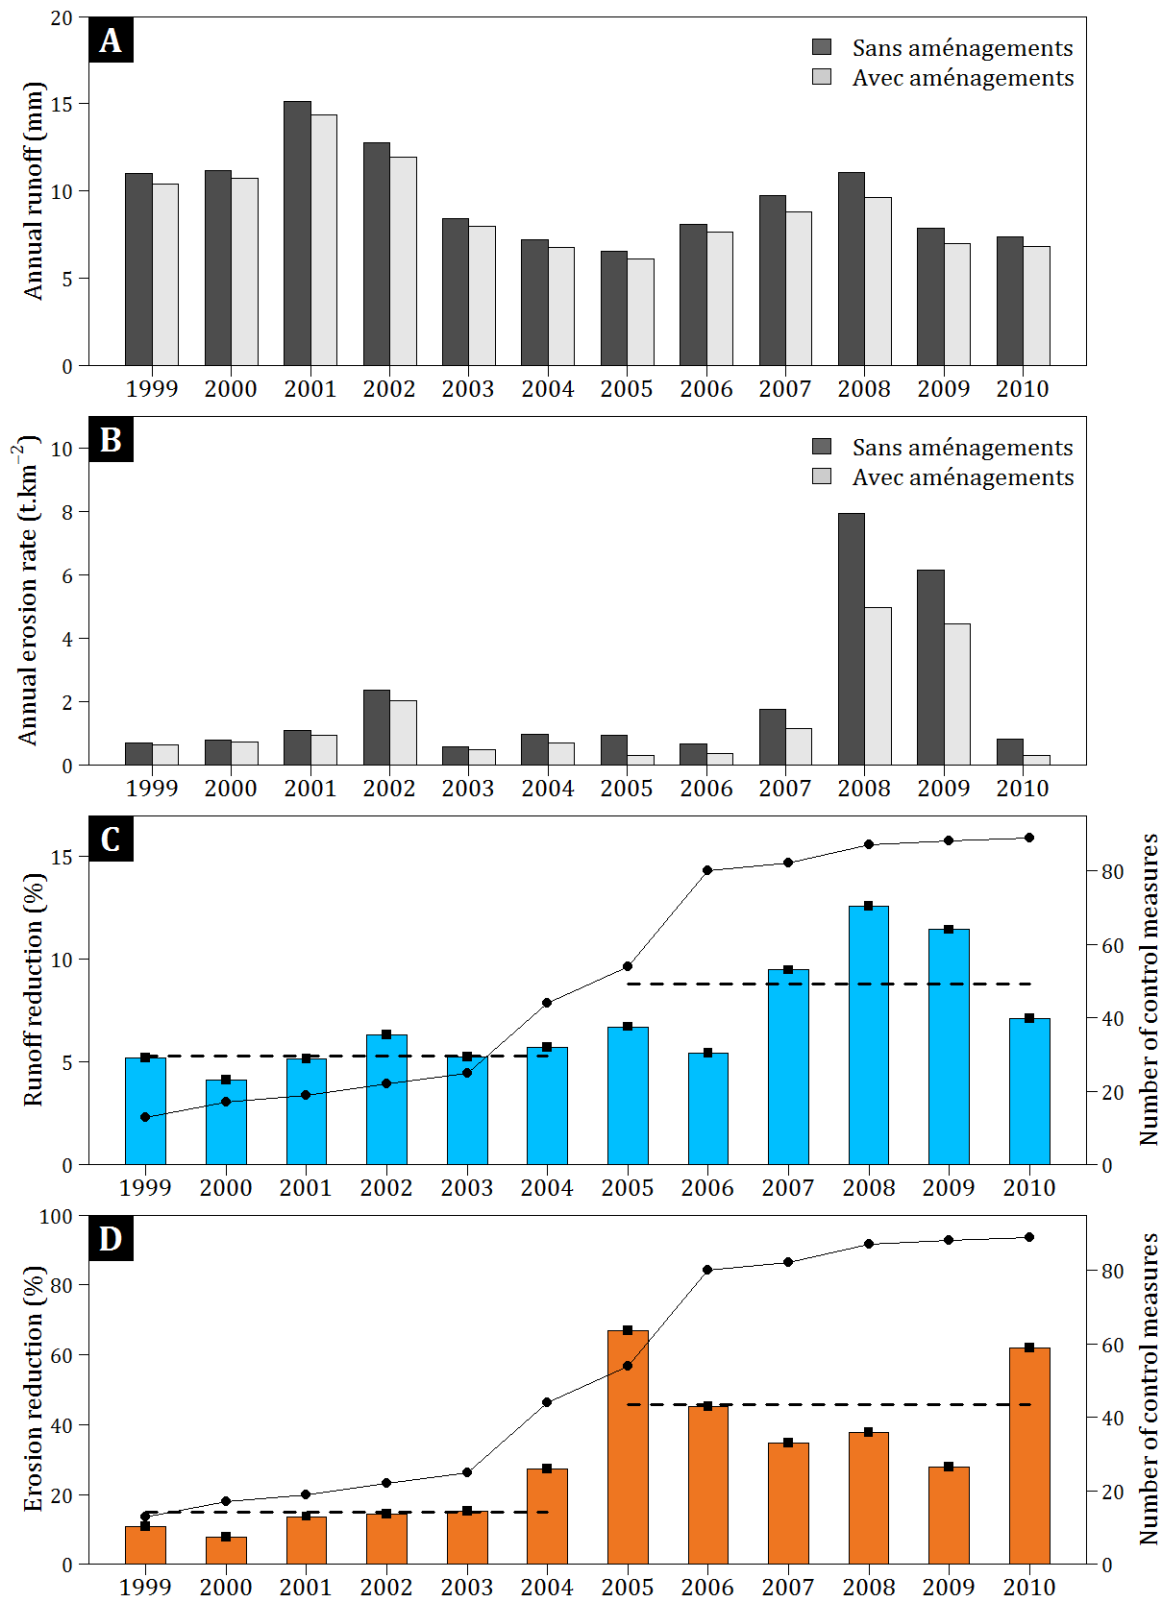 A
Annual runoff (mm)
20
15
10
5
0
Sans aménagements
Avec aménagements
1999 2000 2001 2002 2003 2004 2005 2006 2007 2008 2009 2010
B
Annual erosion rate (t.km⁻²)
10
8
6
4
2
0
Sans aménagements
Avec aménagements
1999 2000 2001 2002 2003 2004 2005 2006 2007 2008 2009 2010
C
Runoff reduction (%)
15
10
5
0
Number of control measures
80
60
40
20
0
1999 2000 2001 2002 2003 2004 2005 2006 2007 2008 2009 2010
D
Erosion reduction (%)
100
80
60
40
20
0
Number of control measures
80
60
40
20
0
1999 2000 2001 2002 2003 2004 2005 2006 2007 2008 2009 2010